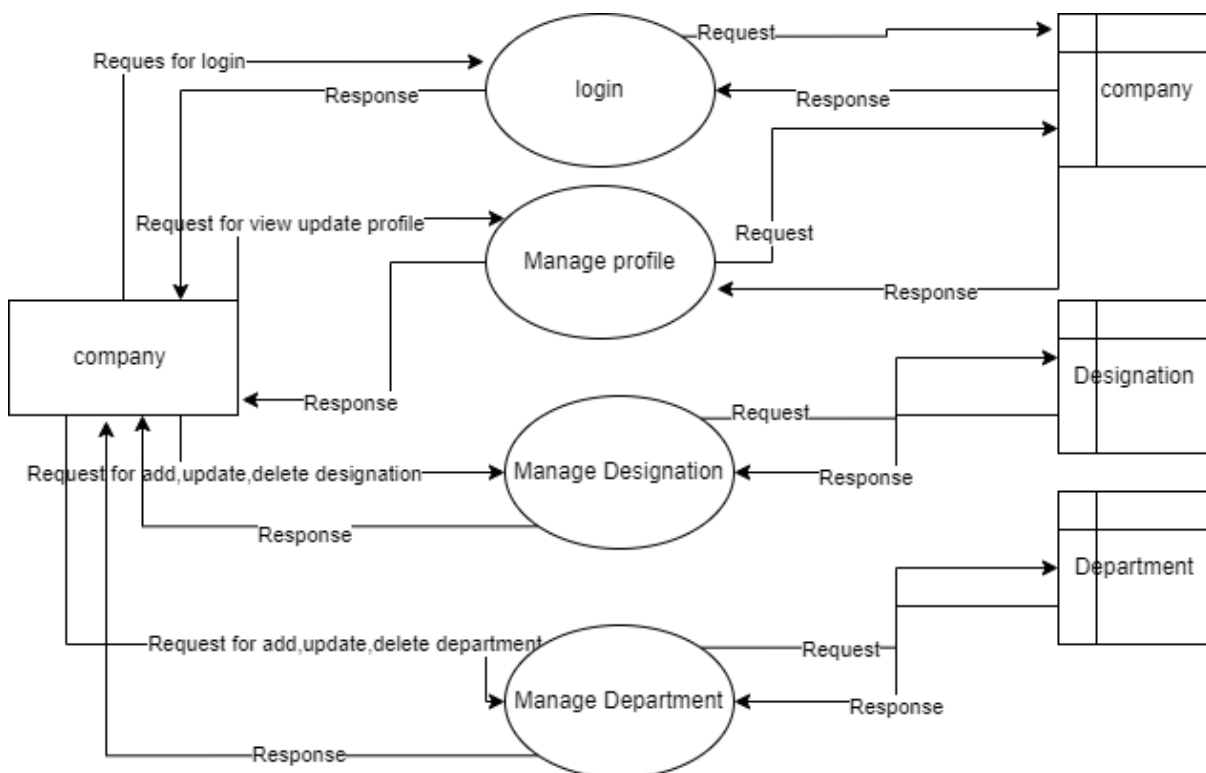 Request
Reques for login
login
company
Response
Response
Request for view update profile
Request
Manage profile
Response
company
Designation
Response
Request
Manage Designation
Request for add,update,delete designation
Response
Response
Department
Request for add,update,delete department
Request
Manage Department
Response
Response